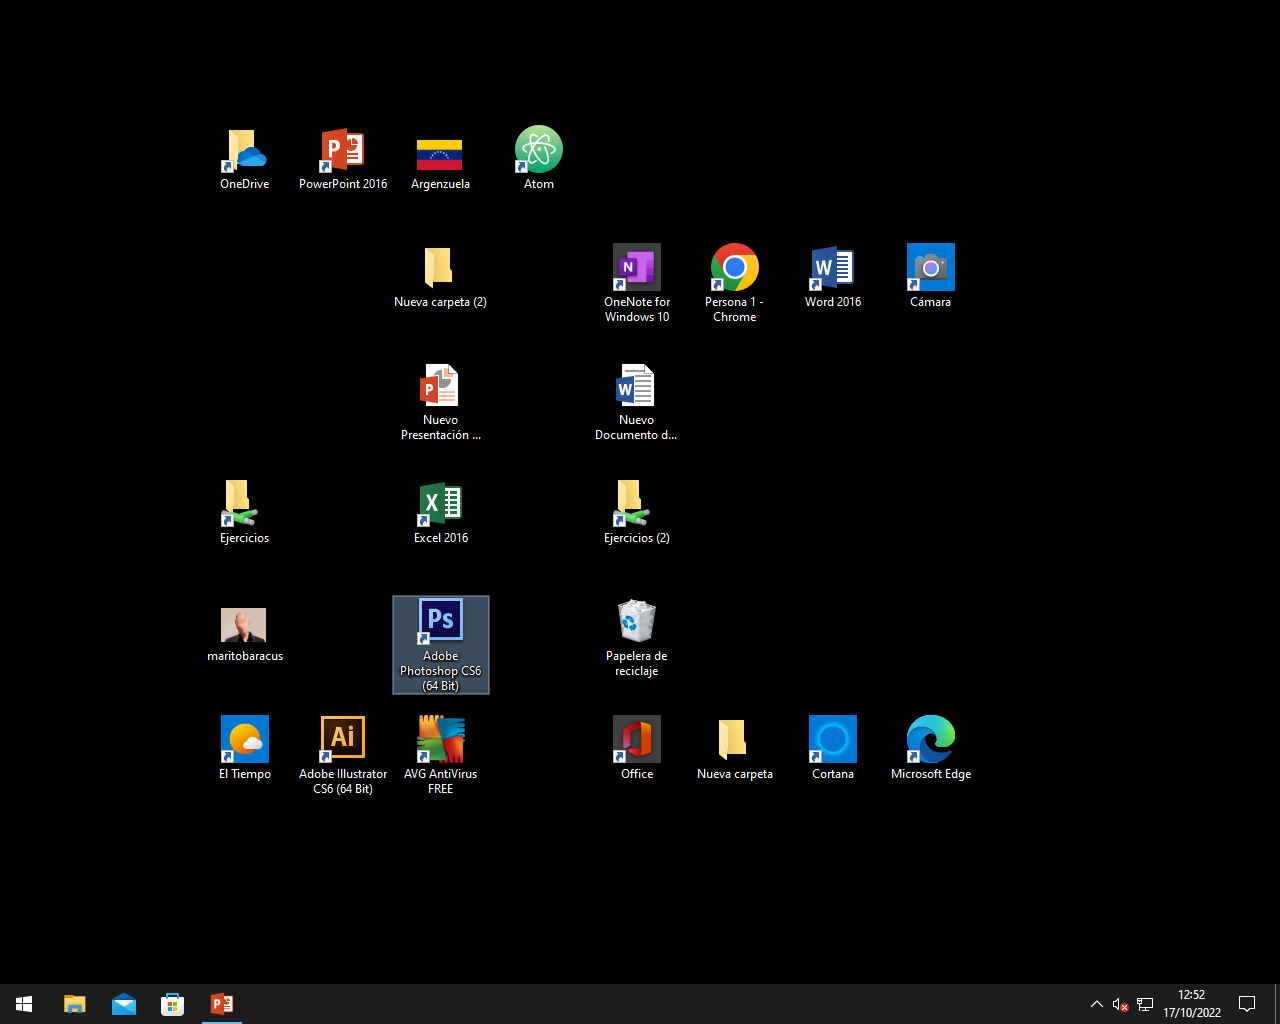 OneDrive
PowerPoint 2016
Argenzuela
Atom
Nueva carpeta (2)
OneNote for
Windows 10
Persona 1 -
Chrome
Word 2016
Cámara
Nuevo
Presentación ...
Nuevo
Documento d...
Ejercicios
Excel 2016
Ejercicios (2)
maritobaracus
Ps
Adobe
Photoshop CS6
(64 Bit)
Papelera de
reciclaje
El Tiempo
Ai
Adobe Illustrator
CS6 (64 Bit)
AVG AntiVirus
FREE
Office
Nueva carpeta
Cortana
Microsoft Edge
12:52
17/10/2022